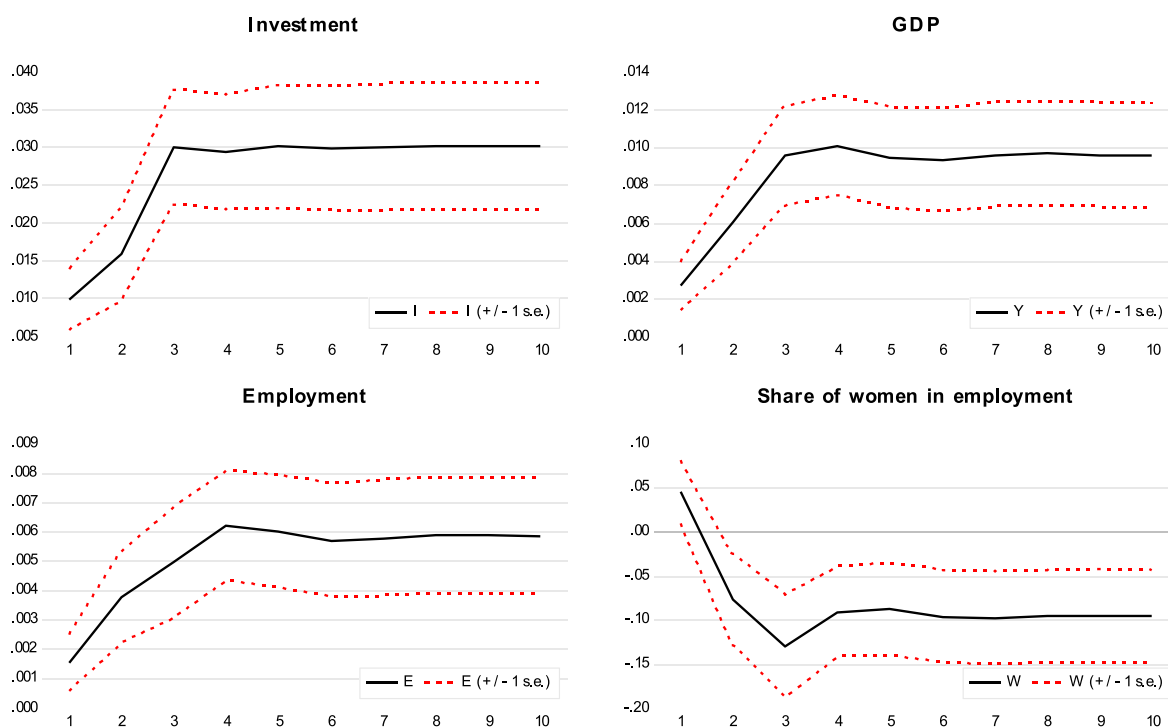 Investment
.040
.035
.030
.025
.020
.015
.010
.005
I I (+/- 1 s.e.)
1 2 3 4 5 6 7 8 9 10
GDP
.014
.012
.010
.008
.006
.004
.002
.000
Y Y (+/- 1 s.e.)
1 2 3 4 5 6 7 8 9 10
Employment
.009
.008
.007
.006
.005
.004
.003
.002
.001
.000
E E (+/- 1 s.e.)
1 2 3 4 5 6 7 8 9 10
Share of women in employment
.10
.05
.00
-.05
-.10
-.15
-.20
W W (+/- 1 s.e.)
1 2 3 4 5 6 7 8 9 10